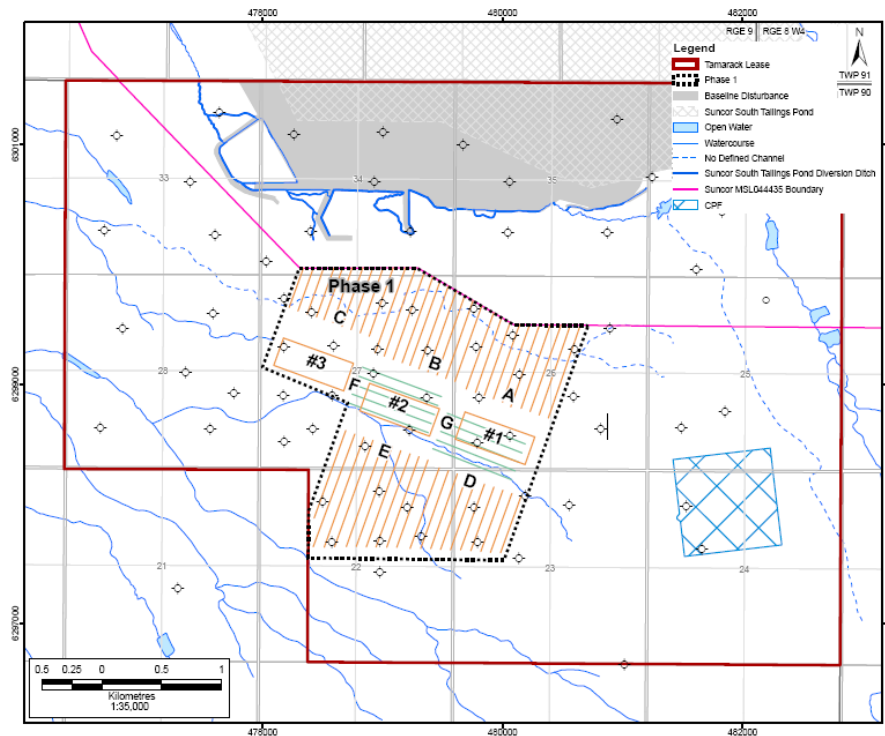 478000 480000 482000
RGE 9 RGE 8 W4
N
TWP 91
TWP 90
Legend
Tamarack Lease
Phase 1
Baseline Disturbance
Suncor South Tailings Pond
Open Water
Watercourse
No Defined Channel
Suncor South Tailings Pond Diversion Ditch
Suncor MSL044435 Boundary
CPF
6301000
33 34 35
Phase 1
C
B
#3
28 27 26 25
6299000
F A
#2
G #1
E
D
21 22 23 24
6297000
0.5 0.25 0 0.5 1
Kilometres
1:35,000
478000 480000 482000